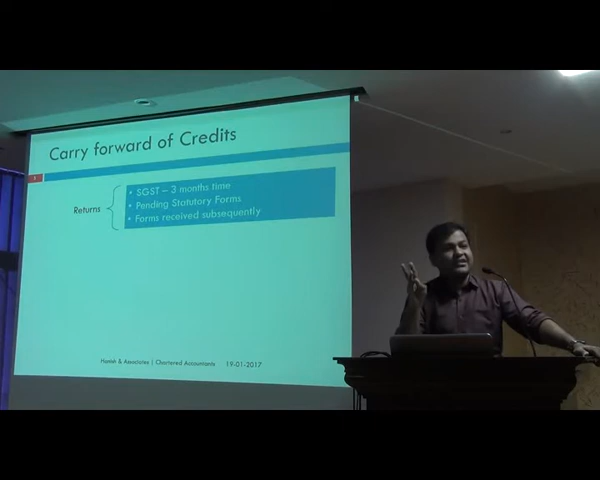 Carry forward of Credits
Returns
• SGST – 3 months time
• Pending Statutory Forms
• Forms received subsequently
& Associates | Chartered Accountants 19-01-2017